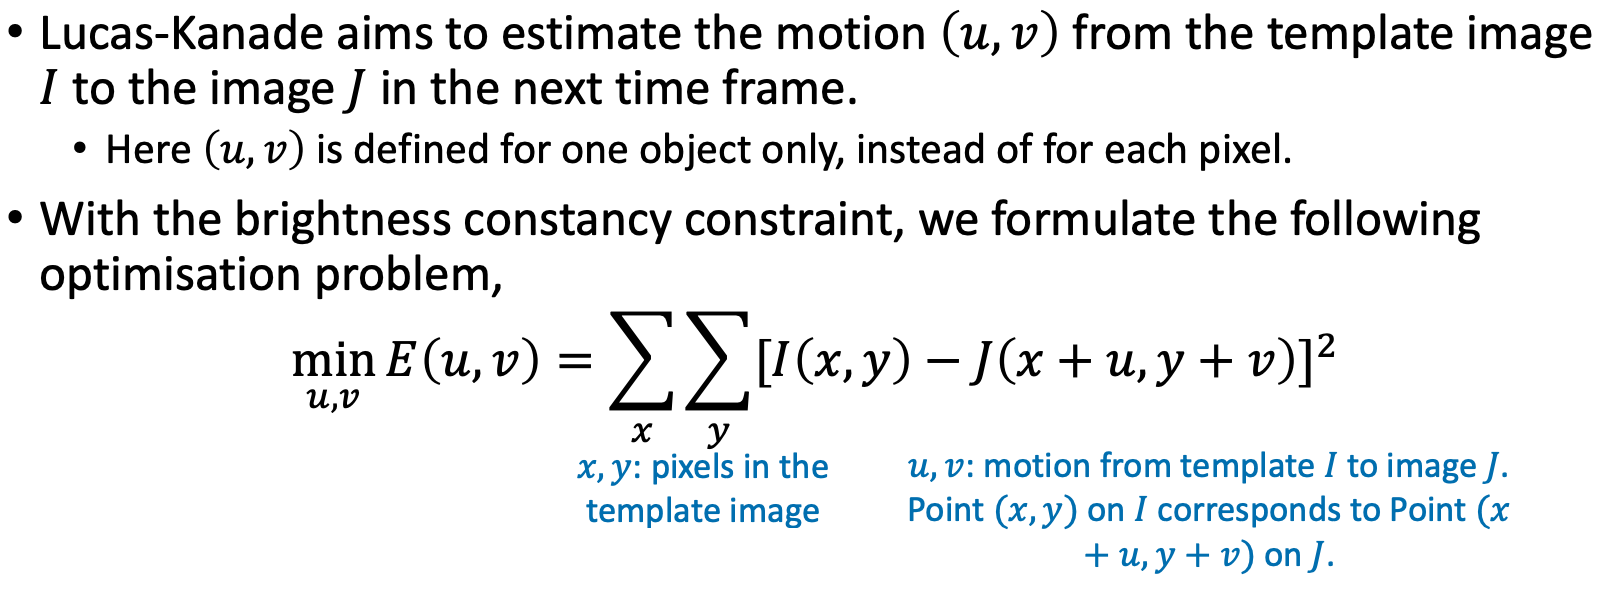 • Lucas-Kanade aims to estimate the motion (u, v) from the template image
I to the image J in the next time frame.
• Here (u, v) is defined for one object only, instead of for each pixel.
• With the brightness constancy constraint, we formulate the following
optimisation problem,
min E(u, v) = ∑ ∑ [I(x, y) − J(x + u, y + v)]²
u,v x y
x, y: pixels in the
template image
u, v: motion from template I to image J.
Point (x, y) on I corresponds to Point (x
+ u, y + v) on J.